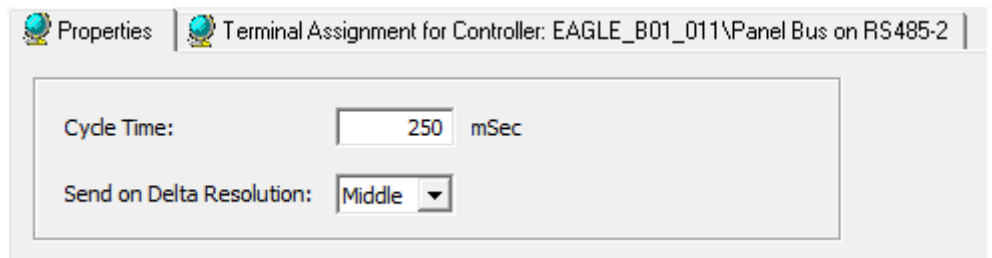 Properties
Terminal Assignment for Controller: EAGLE_B01_011\Panel Bus on RS485-2
Cycle Time: 250 mSec
Send on Delta Resolution: Middle